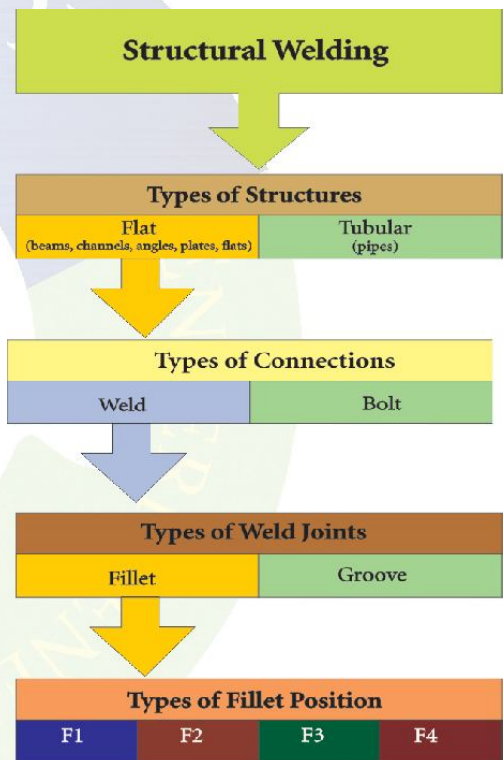 Structural Welding
Types of Structures
Flat
(beams, channels, angles, plates, flats)
Tubular
(pipes)
Types of Connections
Weld
Bolt
Types of Weld Joints
Fillet
Groove
Types of Fillet Position
F1
F2
F3
F4